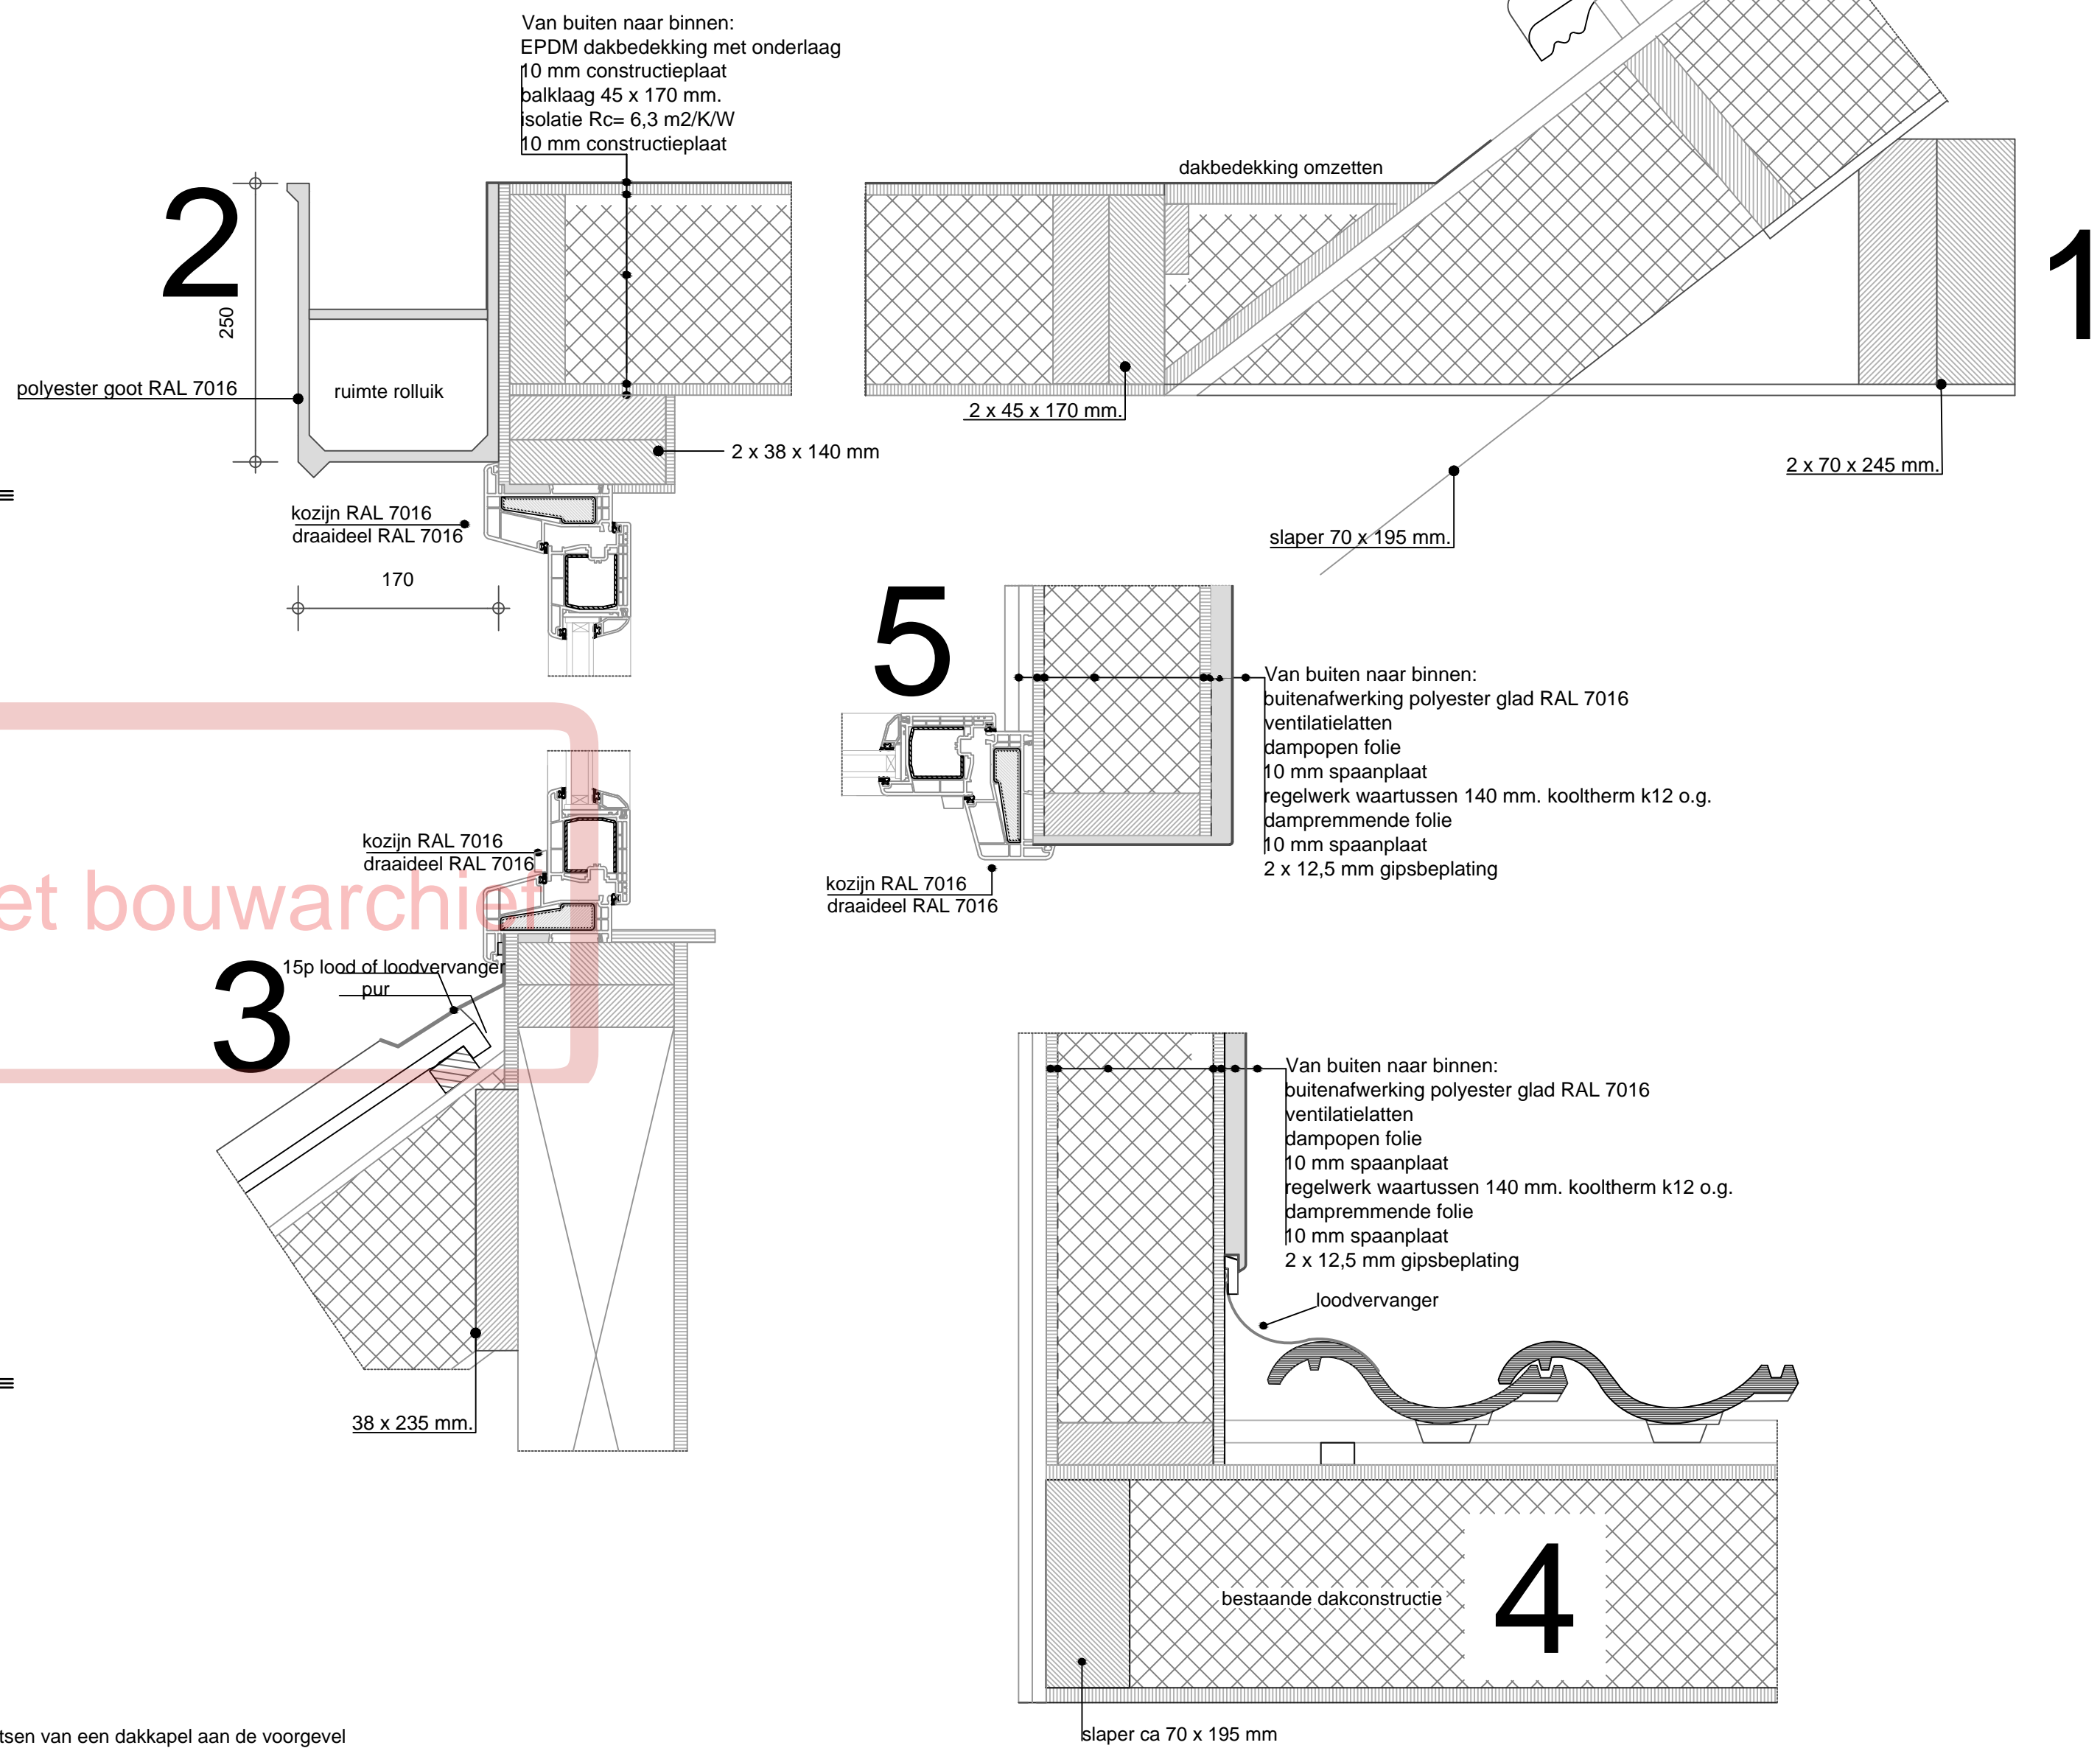 Van buiten naar binnen:
EPDM dakbedekking met onderlaag
10 mm constructieplaat
balklaag 45 x 170 mm.
isolatie Rc= 6,3 m2/K/W
10 mm constructieplaat
dakbedekking omzetten
2
1
250
polyester goot RAL 7016
ruimte rolluik
2 x 45 x 170 mm.
2 x 38 x 140 mm
2 x 70 x 245 mm.
kozijn RAL 7016
draaideel RAL 7016
slaper 70 x 195 mm.
170
5
Van buiten naar binnen:
buitenafwerking polyester glad RAL 7016
ventilatielatten
dampopen folie
10 mm spaanplaat
regelwerk waartussen 140 mm. kooltherm k12 o.g.
dampremmende folie
10 mm spaanplaat
2 x 12,5 mm gipsbeplating
kozijn RAL 7016
draaideel RAL 7016
kozijn RAL 7016
draaideel RAL 7016
et bouwarchief
3
15p lood of loodvervanger
pur
38 x 235 mm.
Van buiten naar binnen:
buitenafwerking polyester glad RAL 7016
ventilatielatten
dampopen folie
10 mm spaanplaat
regelwerk waartussen 140 mm. kooltherm k12 o.g.
dampremmende folie
10 mm spaanplaat
2 x 12,5 mm gipsbeplating
loodvervanger
bestaande dakconstructie
4
slaper ca 70 x 195 mm
tsen van een dakkapel aan de voorgevel